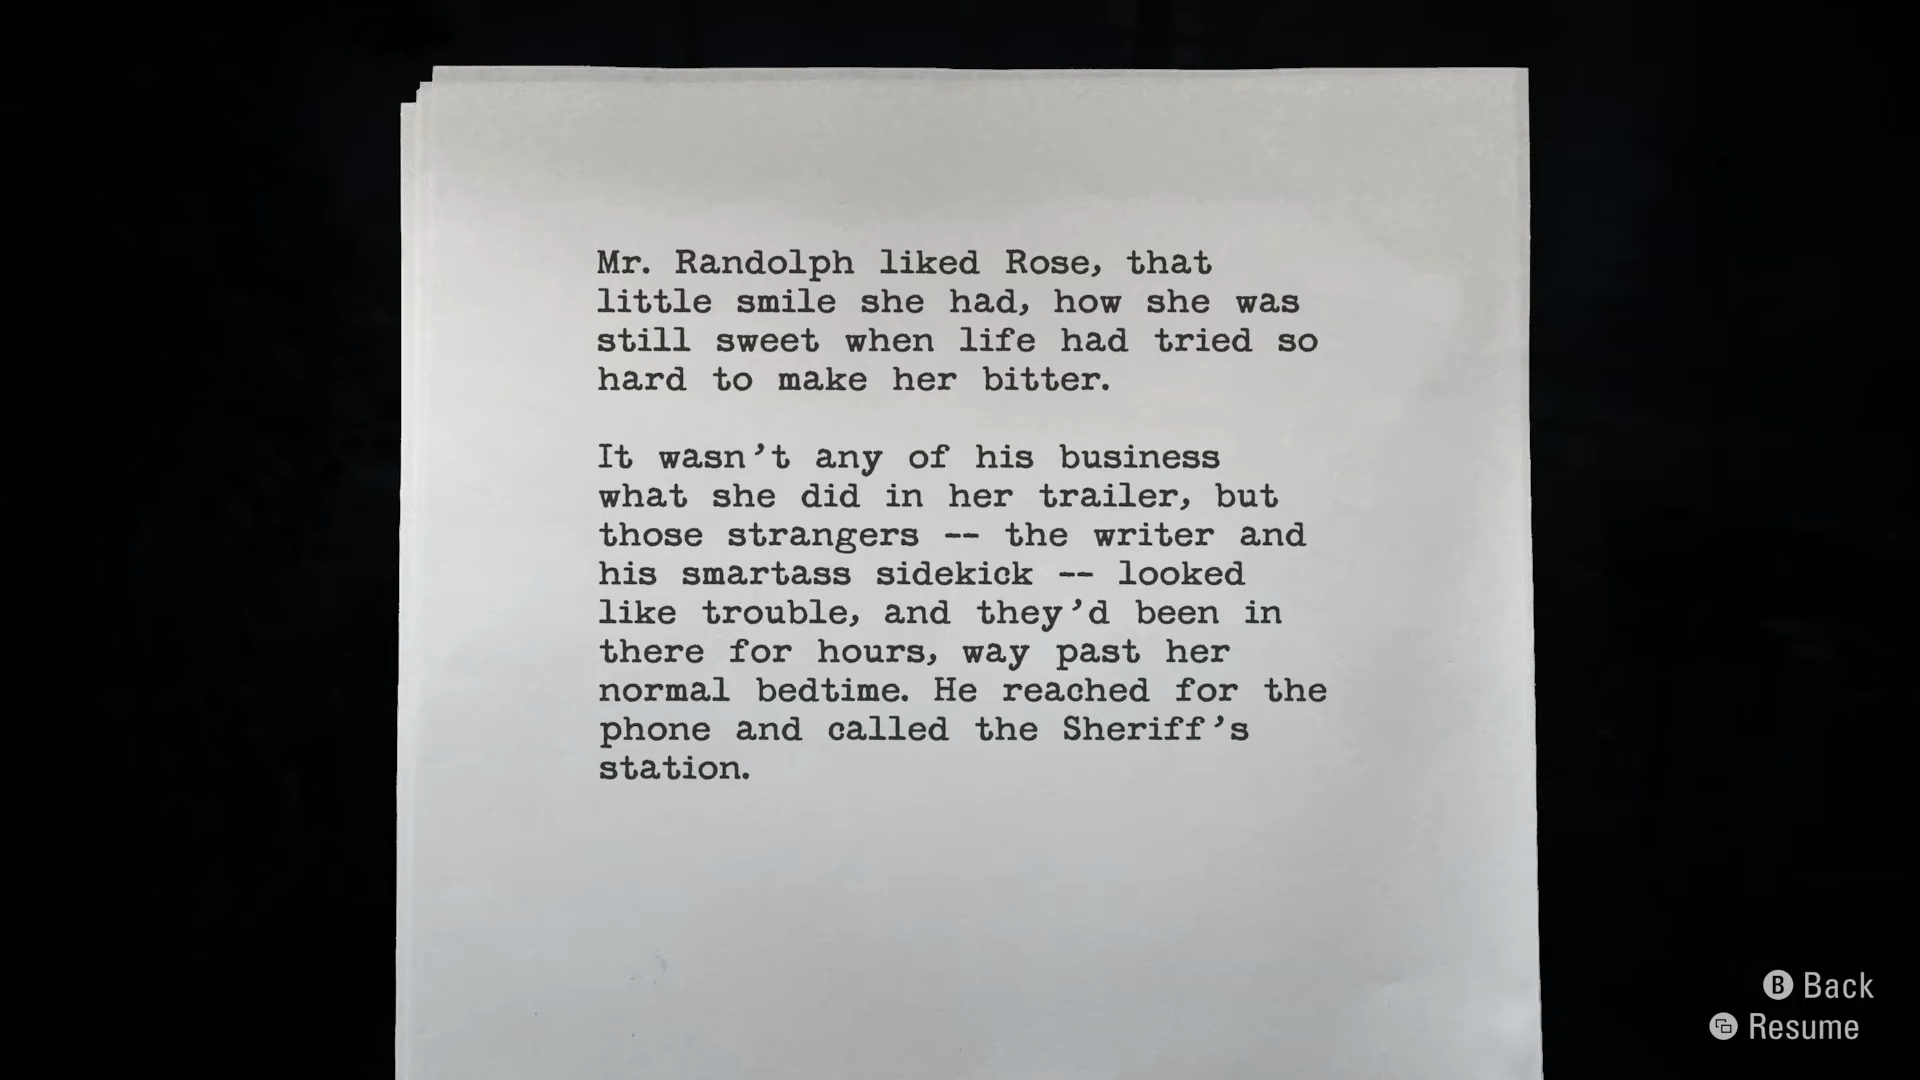 Mr. Randolph liked Rose, that
little smile she had, how she was
still sweet when life had tried so
hard to make her bitter.
It wasn't any of his business
what she did in her trailer, but
those strangers -- the writer and
his smartass sidekick -- looked
like trouble, and they'd been in
there for hours, way past her
normal bedtime. He reached for the
phone and called the Sheriff's
station.
B Back
Resume